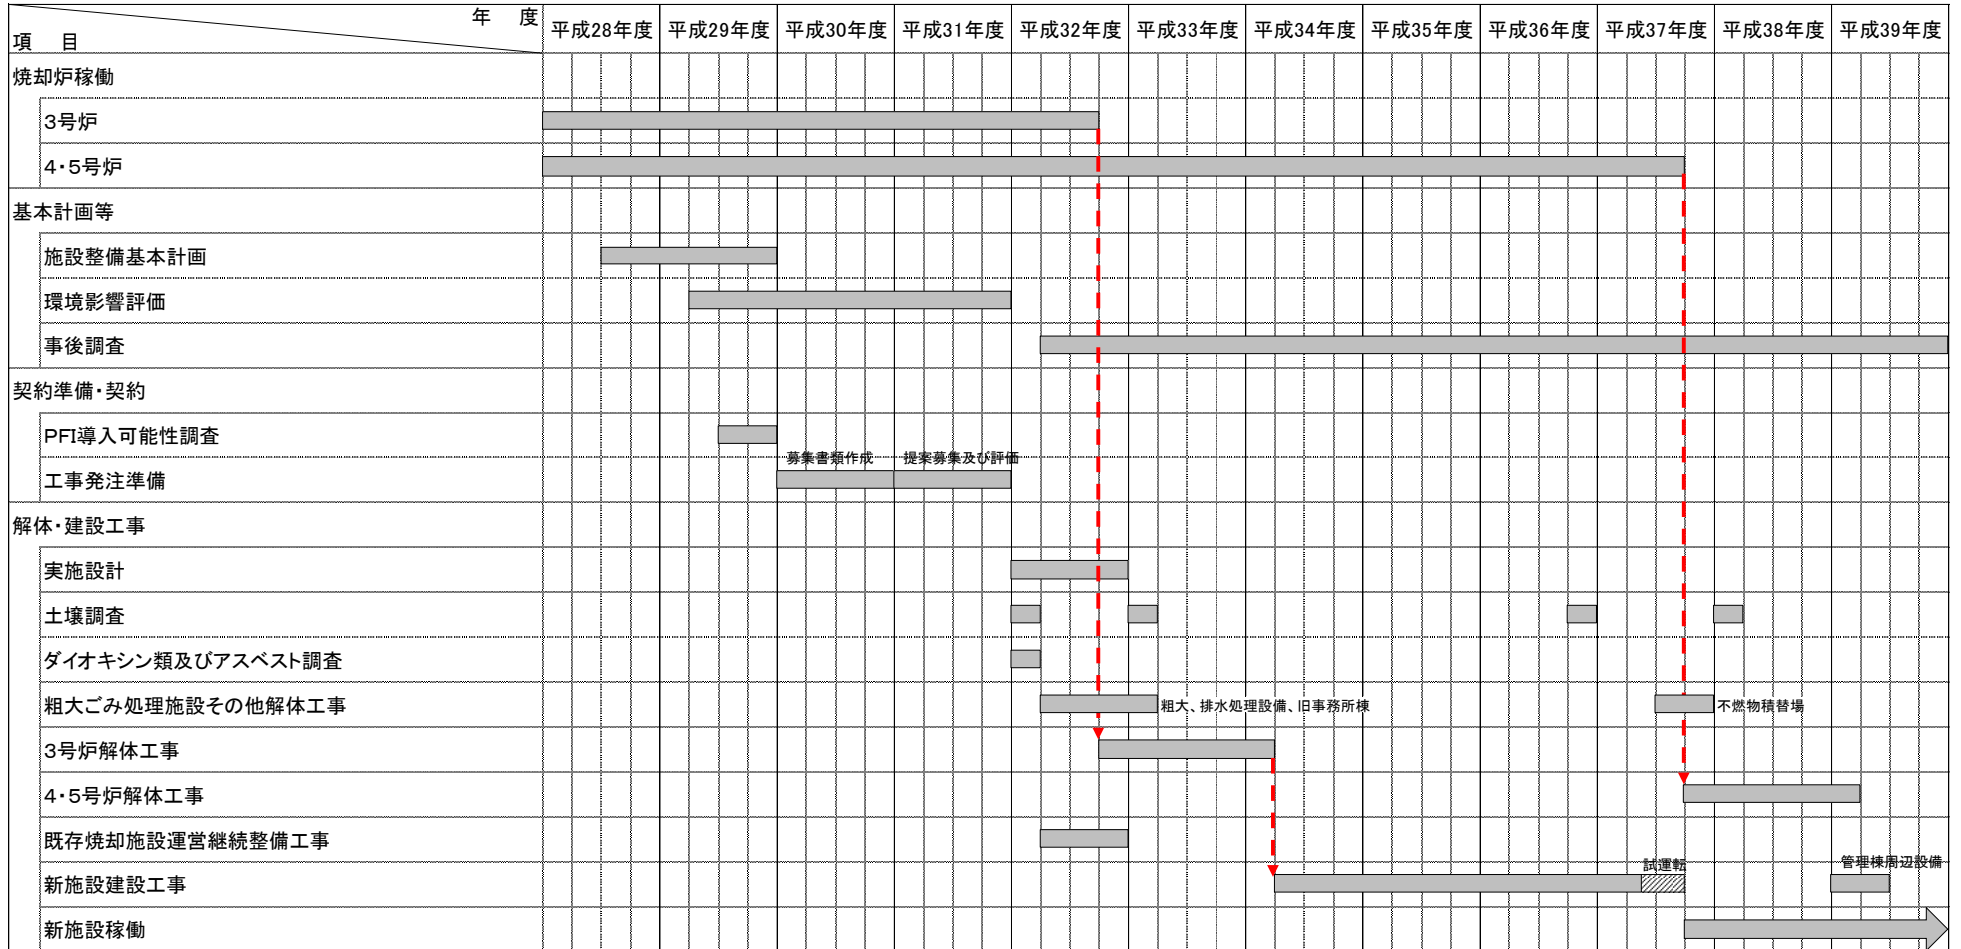 年 度
項 目
平成28年度 平成29年度 平成30年度 平成31年度 平成32年度 平成33年度 平成34年度 平成35年度 平成36年度 平成37年度 平成38年度 平成39年度
焼却炉稼働
3号炉
4・5号炉
基本計画等
施設整備基本計画
環境影響評価
事後調査
契約準備・契約
PFI導入可能性調査
募集書類作成 提案募集及び評価
工事発注準備
解体・建設工事
実施設計
土壌調査
ダイオキシン類及びアスベスト調査
粗大ごみ処理施設その他解体工事 粗大、排水処理設備、旧事務所棟 不燃物積替場
3号炉解体工事
4・5号炉解体工事
既存焼却施設運営継続整備工事
試運転 管理棟周辺設備
新施設建設工事
新施設稼働